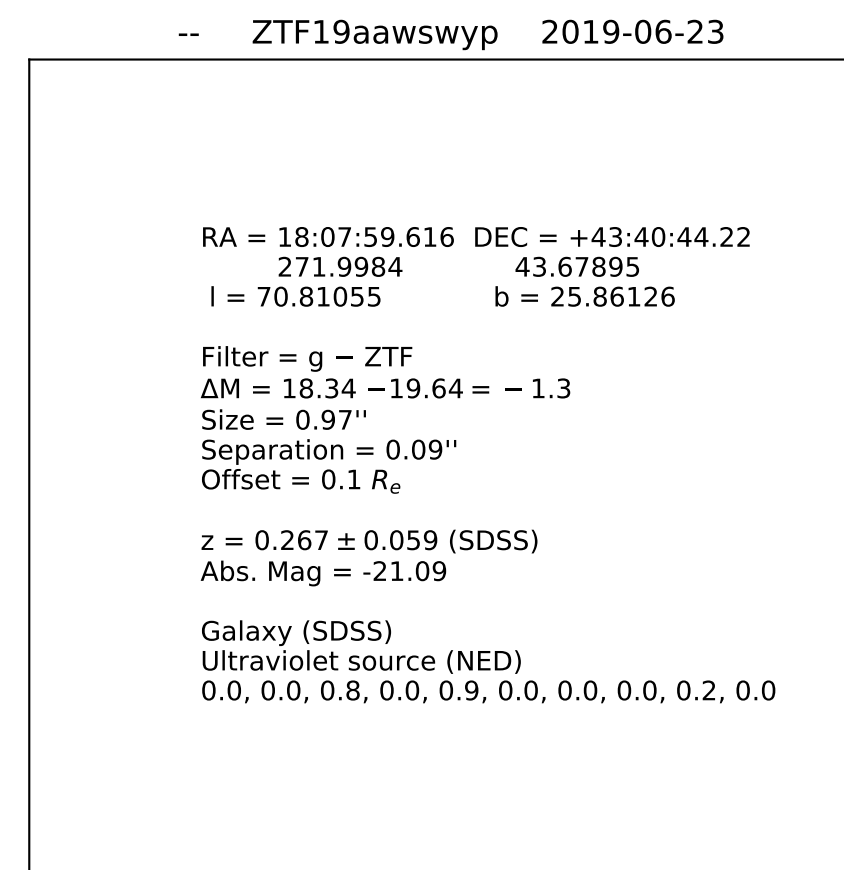 -- ZTF19aawswyp 2019-06-23
RA = 18:07:59.616 DEC = +43:40:44.22
271.9984 43.67895
l = 70.81055 b = 25.86126
Filter = g − ZTF
ΔM = 18.34 −19.64 = − 1.3
Size = 0.97''
Separation = 0.09''
Offset = 0.1 Rₑ
z = 0.267 ± 0.059 (SDSS)
Abs. Mag = -21.09
Galaxy (SDSS)
Ultraviolet source (NED)
0.0, 0.0, 0.8, 0.0, 0.9, 0.0, 0.0, 0.0, 0.2, 0.0